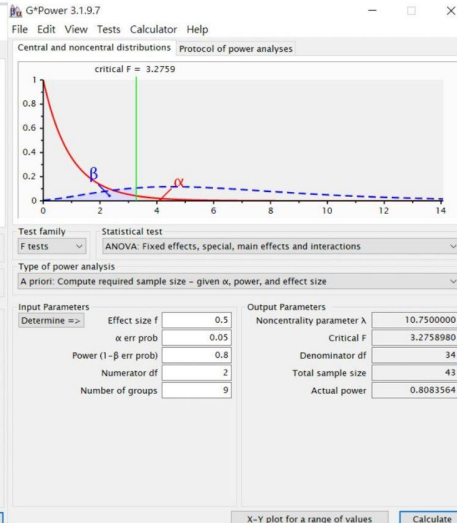 G*Power 3.1.9.7
File Edit View Tests Calculator Help
Central and noncentral distributions Protocol of power analyses
critical F = 3.2759
1
0.8
0.6
0.4
0.2
0
β
α
0 2 4 6 8 10 12 14
Test family Statistical test
F tests ANOVA: Fixed effects, special, main effects and interactions
Type of power analysis
A priori: Compute required sample size – given α, power, and effect size
Input Parameters Output Parameters
Determine => Effect size f 0.5 Noncentrality parameter λ 10.7500000
α err prob 0.05 Critical F 3.2758980
Power (1-β err prob) 0.8 Denominator df 34
Numerator df 2 Total sample size 43
Number of groups 9 Actual power 0.8083564
X-Y plot for a range of values Calculate